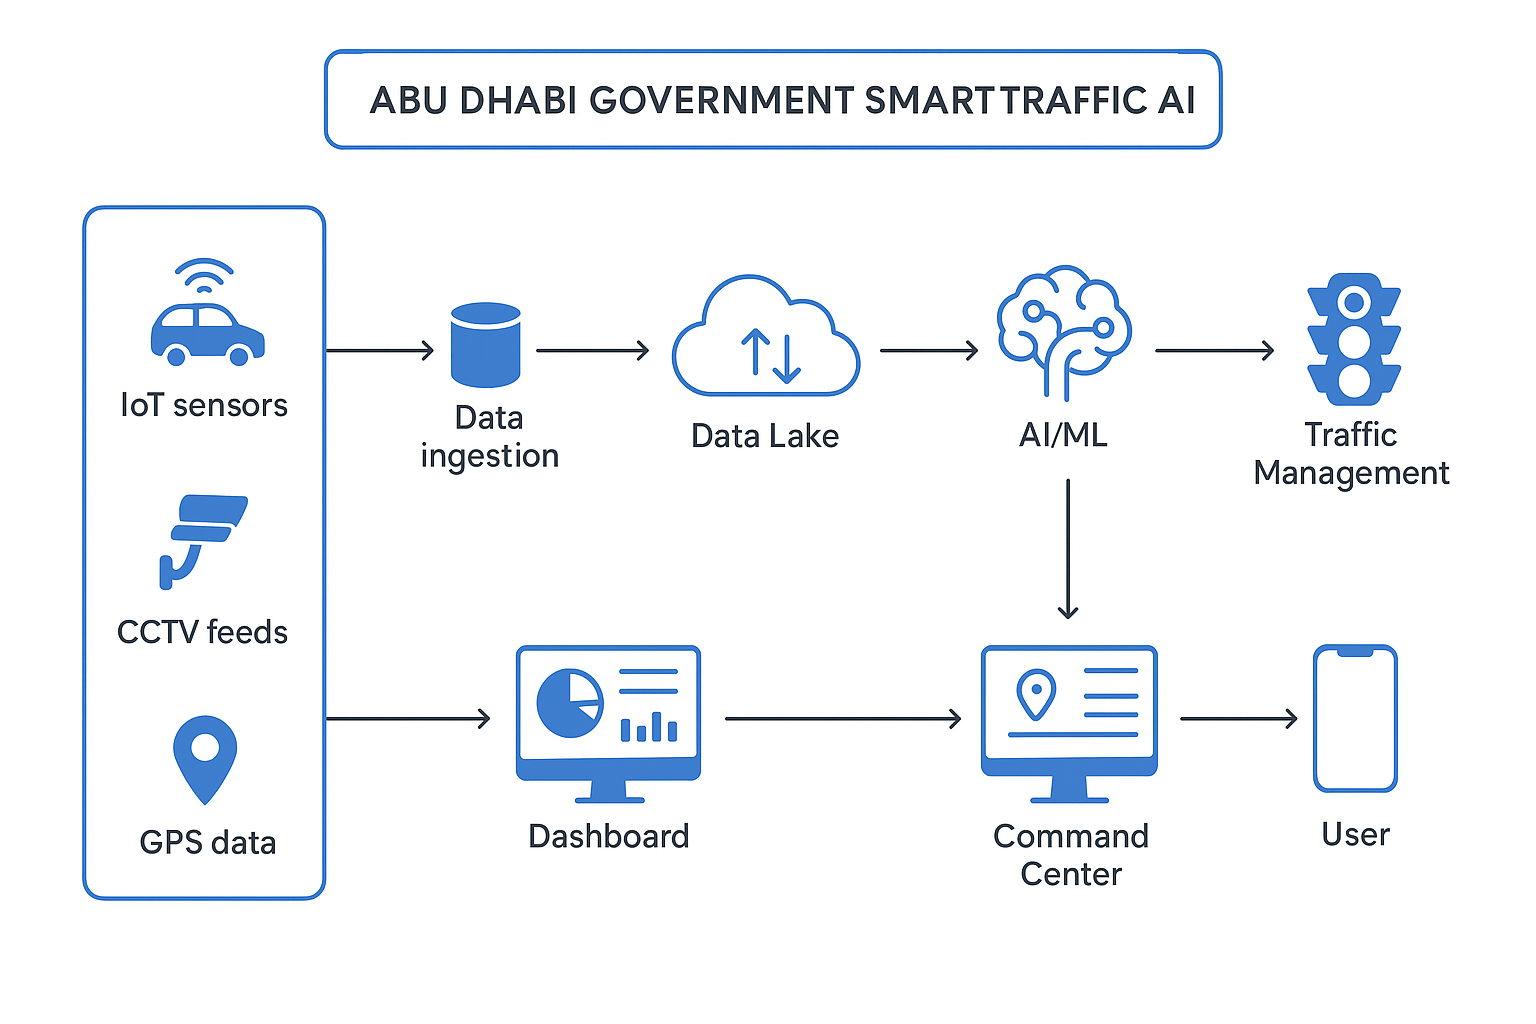 ABU DHABI GOVERNMENT SMART TRAFFIC AI
IoT sensors
CCTV feeds
GPS data
Data
ingestion
Data Lake
AI/ML
Traffic
Management
Dashboard
Command
Center
User